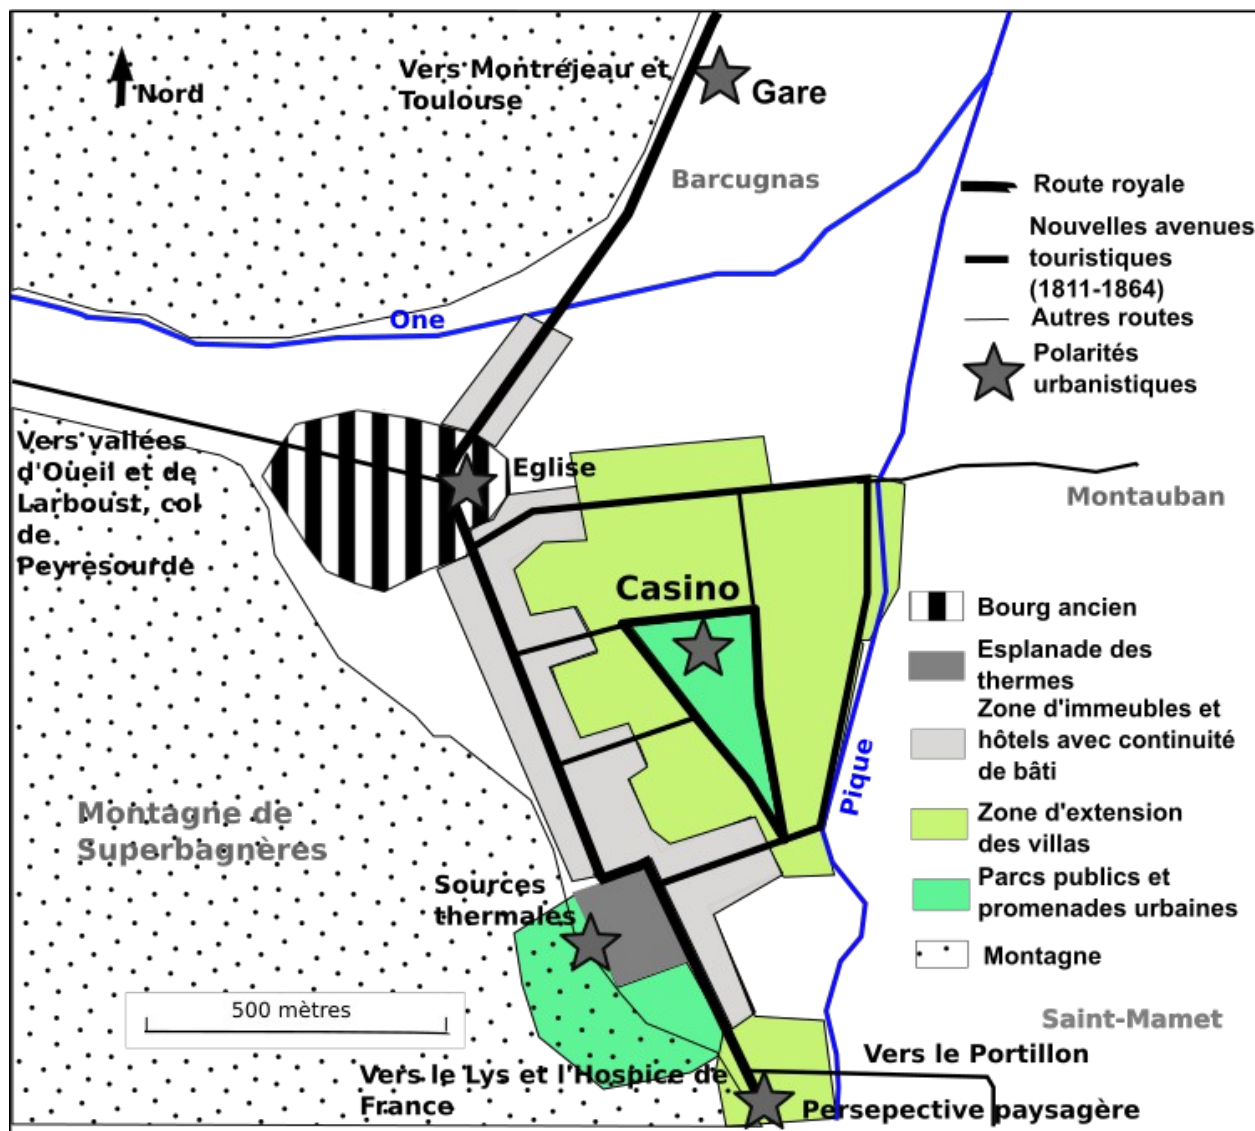 Nord
Vers Montréjeau et
Toulouse
Gare
Barcugnas
Route royale
Nouvelles avenues
touristiques
(1811-1864)
Autres routes
Polarités
urbanistiques
One
Vers vallées
d'Oueil et de
Larboust, col
de
Peyresourde
Eglise
Montauban
Casino
Bourg ancien
Esplanade des
thermes
Zone d'immeubles et
hôtels avec continuité
de bâti
Zone d'extension
des villas
Parcs publics et
promenades urbaines
Montagne
Pique
Montagne de
Superbagnères
Sources
thermales
500 mètres
Saint-Mamet
Vers le Portillon
Vers le Lys et l'Hospice de
France
Persepective paysagère